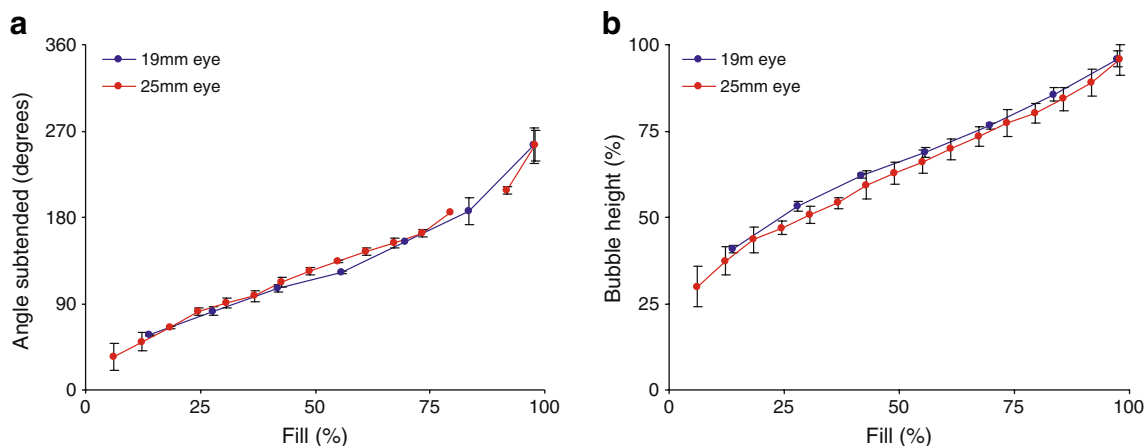 a
360
270
180
90
0
Angle subtended (degrees)
19mm eye
25mm eye
0 25 50 75 100
Fill (%)
b
100
75
50
25
0
Bubble height (%)
19m eye
25mm eye
0 25 50 75 100
Fill (%)